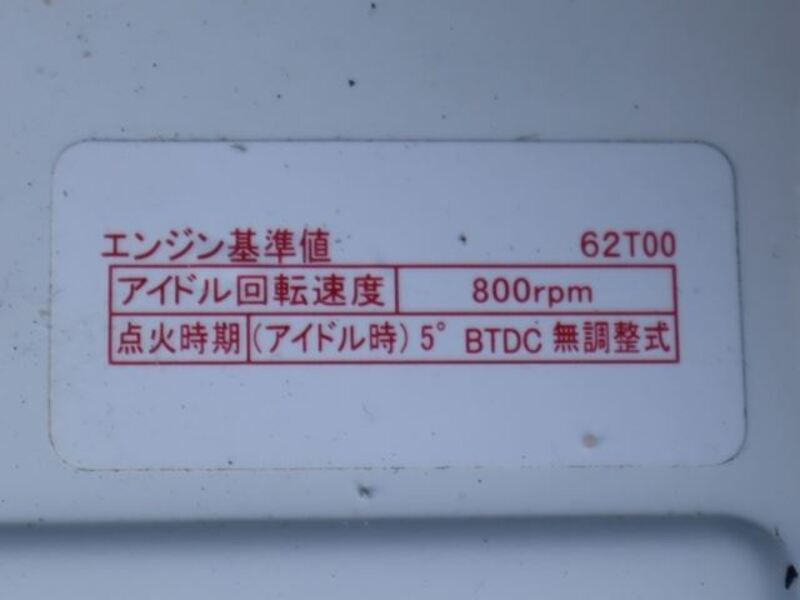 エンジン基準値 62T00
アイドル回転速度 800rpm
点火時期 (アイドル時) 5° BTDC 無調整式